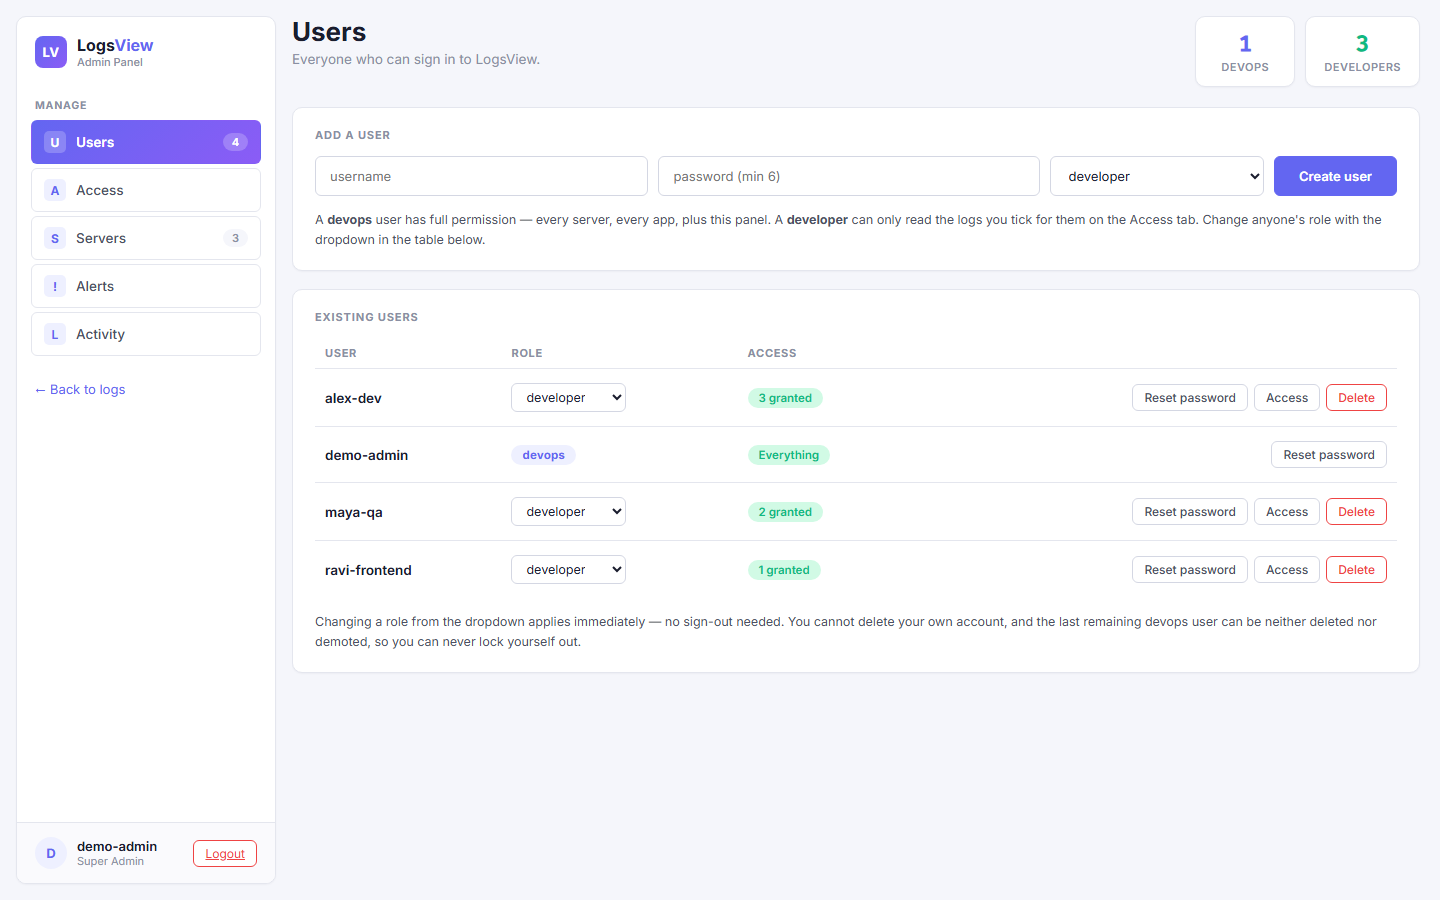 LV
LogsView
Admin Panel
MANAGE
U Users 4
A Access
S Servers 3
! Alerts
L Activity
← Back to logs
D
demo-admin
Super Admin
Logout
Users
Everyone who can sign in to LogsView.
1
DEVOPS
3
DEVELOPERS
ADD A USER
username
password (min 6)
developer
Create user
A devops user has full permission — every server, every app, plus this panel. A developer can only read the logs you tick for them on the Access tab. Change anyone's role with the
dropdown in the table below.
EXISTING USERS
USER ROLE ACCESS
alex-dev developer 3 granted Reset password Access Delete
demo-admin devops Everything Reset password
maya-qa developer 2 granted Reset password Access Delete
ravi-frontend developer 1 granted Reset password Access Delete
Changing a role from the dropdown applies immediately — no sign-out needed. You cannot delete your own account, and the last remaining devops user can be neither deleted nor
demoted, so you can never lock yourself out.